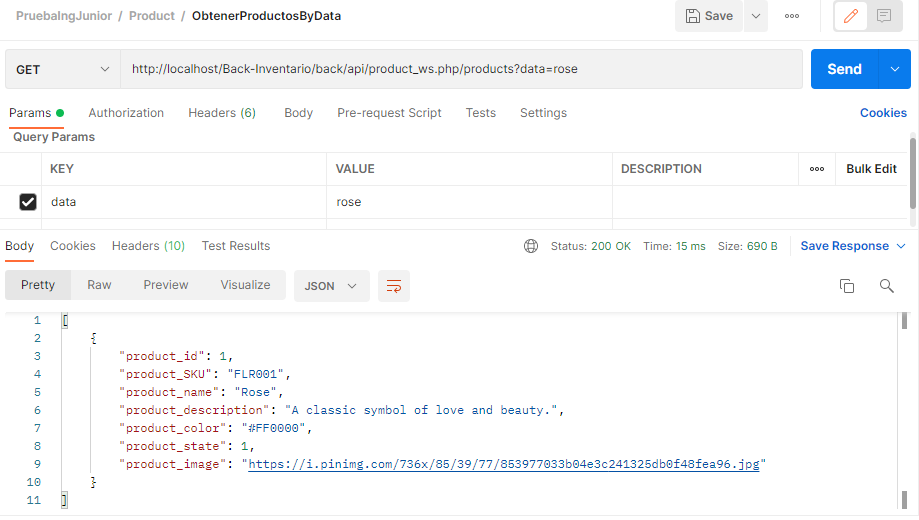 PruebaIngJunior / Product / ObtenerProductosByData
Save
GET http://localhost/Back-Inventario/back/api/product_ws.php/products?data=rose Send
Params Authorization Headers (6) Body Pre-request Script Tests Settings Cookies
Query Params
KEY VALUE DESCRIPTION Bulk Edit
data rose
Body Cookies Headers (10) Test Results Status: 200 OK Time: 15 ms Size: 690 B Save Response
Pretty Raw Preview Visualize JSON
1 [
2 {
3 "product_id": 1,
4 "product_SKU": "FLR001",
5 "product_name": "Rose",
6 "product_description": "A classic symbol of love and beauty.",
7 "product_color": "#FF0000",
8 "product_state": 1,
9 "product_image": "https://i.pinimg.com/736x/85/39/77/853977033b04e3c241325db0f48fea96.jpg"
10 }
11 ]